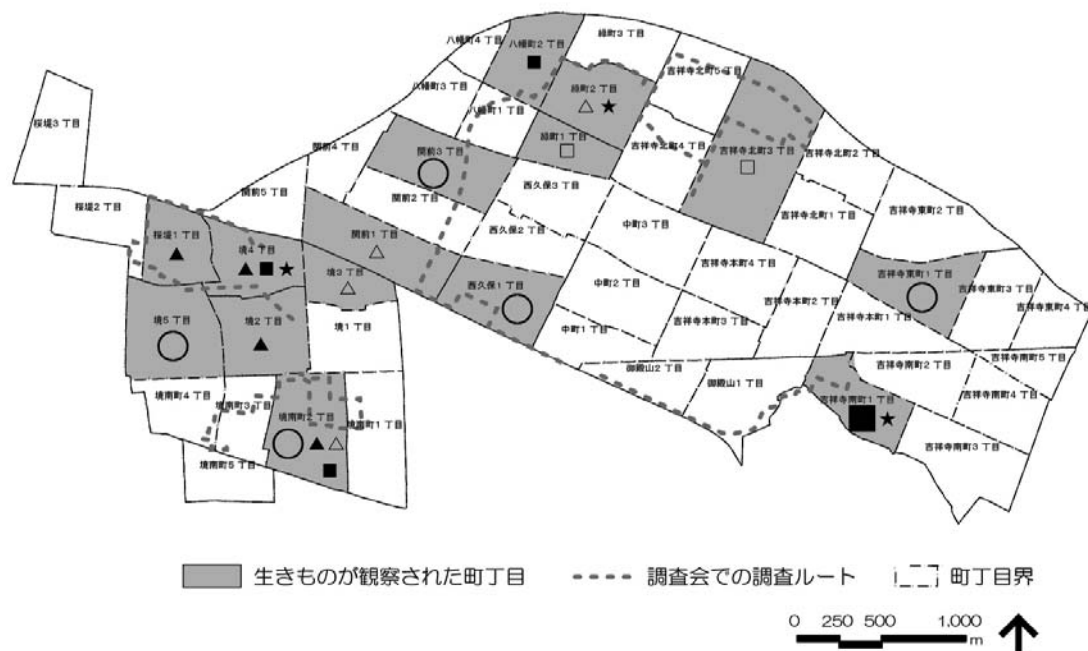 八幡町4 丁目
八幡町2 丁目
緑町3 丁目
吉祥寺北町5 丁目
桜堤3 丁目
八幡町3 丁目
緑町2 丁目
八幡町1 丁目
緑町1 丁目
吉祥寺北町4 丁目
吉祥寺北町3 丁目
吉祥寺北町2 丁目
関前4 丁目
関前3 丁目
西久保3 丁目
関前5 丁目
関前2 丁目
桜堤2 丁目
中町3 丁目
吉祥寺北町1 丁目
吉祥寺東町2 丁目
桜堤1 丁目
境4 丁目
関前1 丁目
西久保2 丁目
吉祥寺本町4 丁目
境3 丁目
中町2 丁目
吉祥寺東町1 丁目
吉祥寺東町3 丁目
西久保1 丁目
吉祥寺本町2 丁目
吉祥寺東町4 丁目
境5 丁目
境2 丁目
境1 丁目
中町1 丁目
吉祥寺本町3 丁目
吉祥寺本町1 丁目
吉祥寺南町5 丁目
御殿山2 丁目
御殿山1 丁目
吉祥寺南町2 丁目
境南町4 丁目
境南町3 丁目
境南町2 丁目
境南町1 丁目
吉祥寺南町1 丁目
吉祥寺南町4 丁目
吉祥寺南町3 丁目
境南町5 丁目
生きものが観察された町丁目
調査会での調査ルート
町丁目界
0 250 500 1,000
m